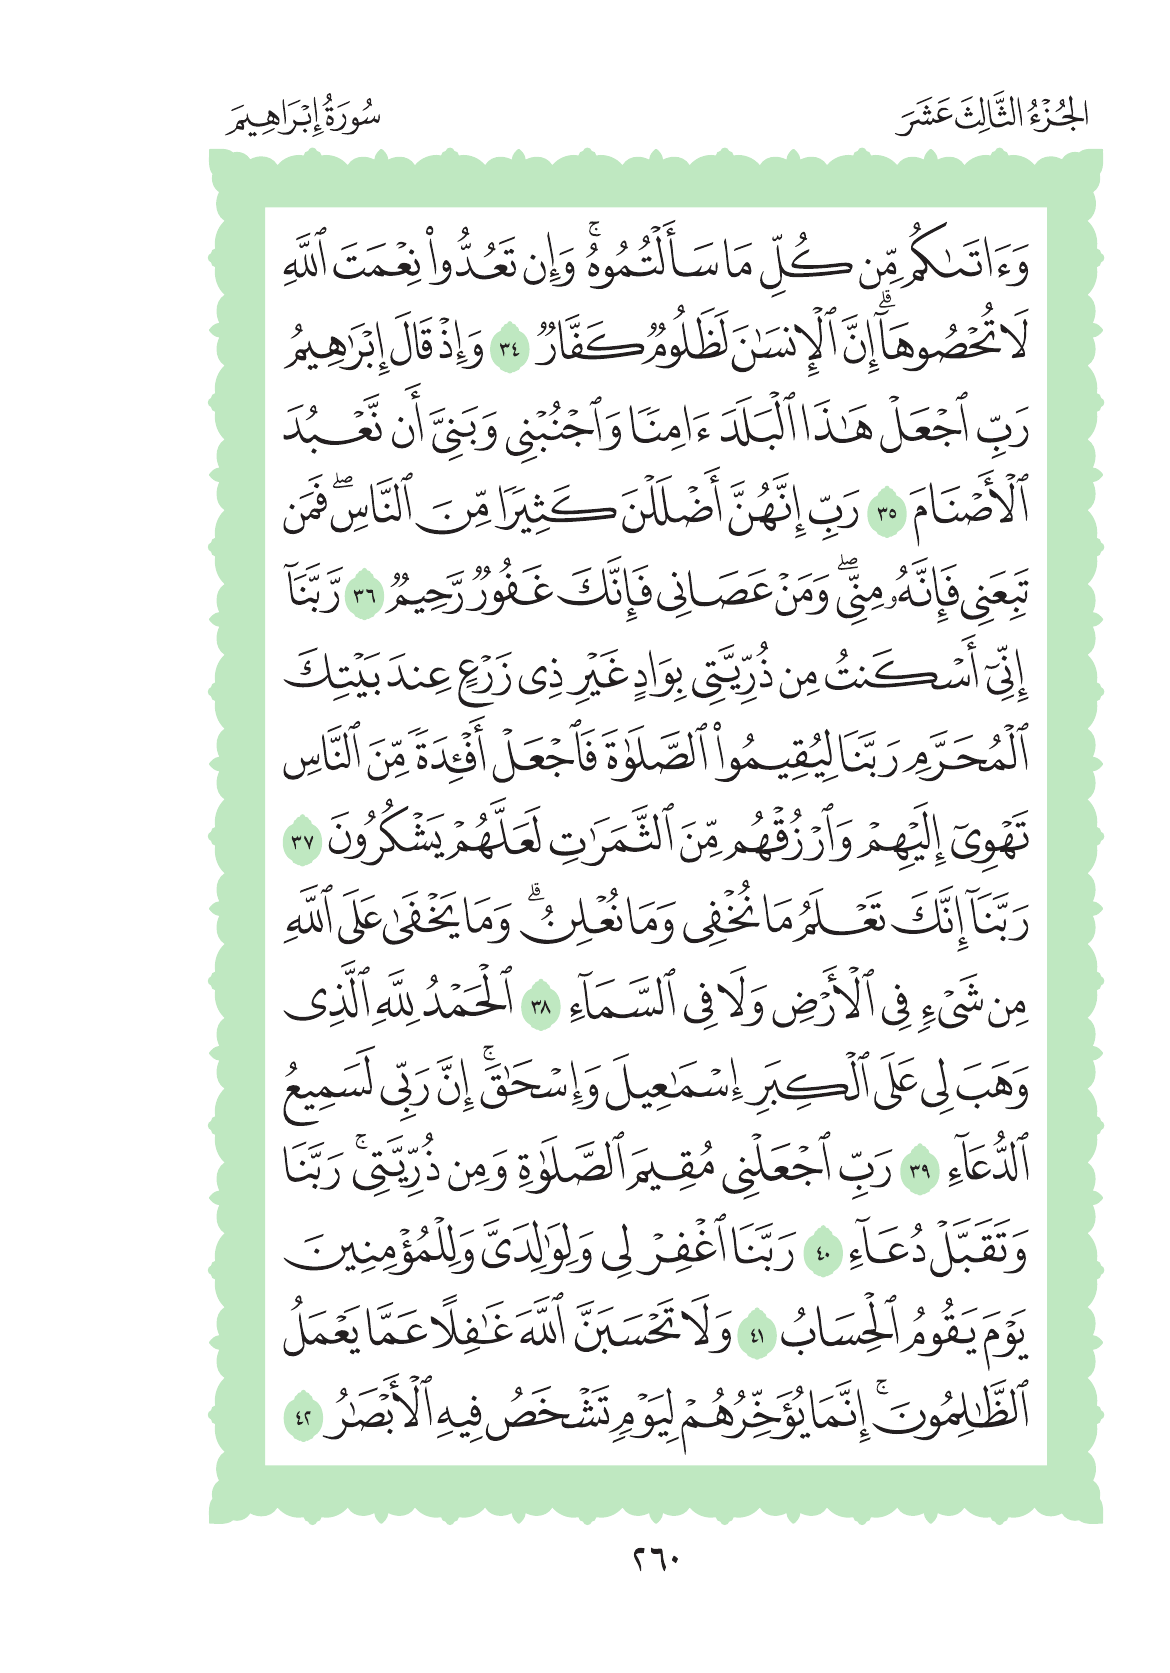 الجُزْءُ الثَّالِثَ عَشَرَ
سُورَةُ إِبْرَاهِيمَ
وَءَاتَىٰكُم مِّن كُلِّ مَا سَأَلْتُمُوهُۚ وَإِن تَعُدُّوا۟ نِعْمَتَ ٱللَّهِ
لَا تُحْصُوهَآۗ إِنَّ ٱلْإِنسَٰنَ لَظَلُومٌ كَفَّارٌ ٣٤ وَإِذْ قَالَ إِبْرَٰهِيمُ
رَبِّ ٱجْعَلْ هَٰذَا ٱلْبَلَدَ ءَامِنًا وَٱجْنُبْنِى وَبَنِىَّ أَن نَّعْبُدَ
ٱلْأَصْنَامَ ٣٥ رَبِّ إِنَّهُنَّ أَضْلَلْنَ كَثِيرًا مِّنَ ٱلنَّاسِۖ فَمَن
تَبِعَنِى فَإِنَّهُۥ مِنِّىۖ وَمَنْ عَصَانِى فَإِنَّكَ غَفُورٌ رَّحِيمٌ ٣٦ رَّبَّنَآ
إِنِّىٓ أَسْكَنتُ مِن ذُرِّيَّتِى بِوَادٍ غَيْرِ ذِى زَرْعٍ عِندَ بَيْتِكَ
ٱلْمُحَرَّمِ رَبَّنَا لِيُقِيمُوا۟ ٱلصَّلَوٰةَ فَٱجْعَلْ أَفْـِٔدَةً مِّنَ ٱلنَّاسِ
تَهْوِىٓ إِلَيْهِمْ وَٱرْزُقْهُم مِّنَ ٱلثَّمَرَٰتِ لَعَلَّهُمْ يَشْكُرُونَ ٣٧
رَبَّنَآ إِنَّكَ تَعْلَمُ مَا نُخْفِى وَمَا نُعْلِنُۗ وَمَا يَخْفَىٰ عَلَى ٱللَّهِ
مِن شَىْءٍ فِى ٱلْأَرْضِ وَلَا فِى ٱلسَّمَآءِ ٣٨ ٱلْحَمْدُ لِلَّهِ ٱلَّذِى
وَهَبَ لِى عَلَى ٱلْكِبَرِ إِسْمَٰعِيلَ وَإِسْحَٰقَۚ إِنَّ رَبِّى لَسَمِيعُ
ٱلدُّعَآءِ ٣٩ رَبِّ ٱجْعَلْنِى مُقِيمَ ٱلصَّلَوٰةِ وَمِن ذُرِّيَّتِىۚ رَبَّنَا
وَتَقَبَّلْ دُعَآءِ ٤٠ رَبَّنَا ٱغْفِرْ لِى وَلِوَٰلِدَىَّ وَلِلْمُؤْمِنِينَ
يَوْمَ يَقُومُ ٱلْحِسَابُ ٤١ وَلَا تَحْسَبَنَّ ٱللَّهَ غَٰفِلًا عَمَّا يَعْمَلُ
ٱلظَّٰلِمُونَۚ إِنَّمَا يُؤَخِّرُهُمْ لِيَوْمٍ تَشْخَصُ فِيهِ ٱلْأَبْصَٰرُ ٤٢
٢٦٠